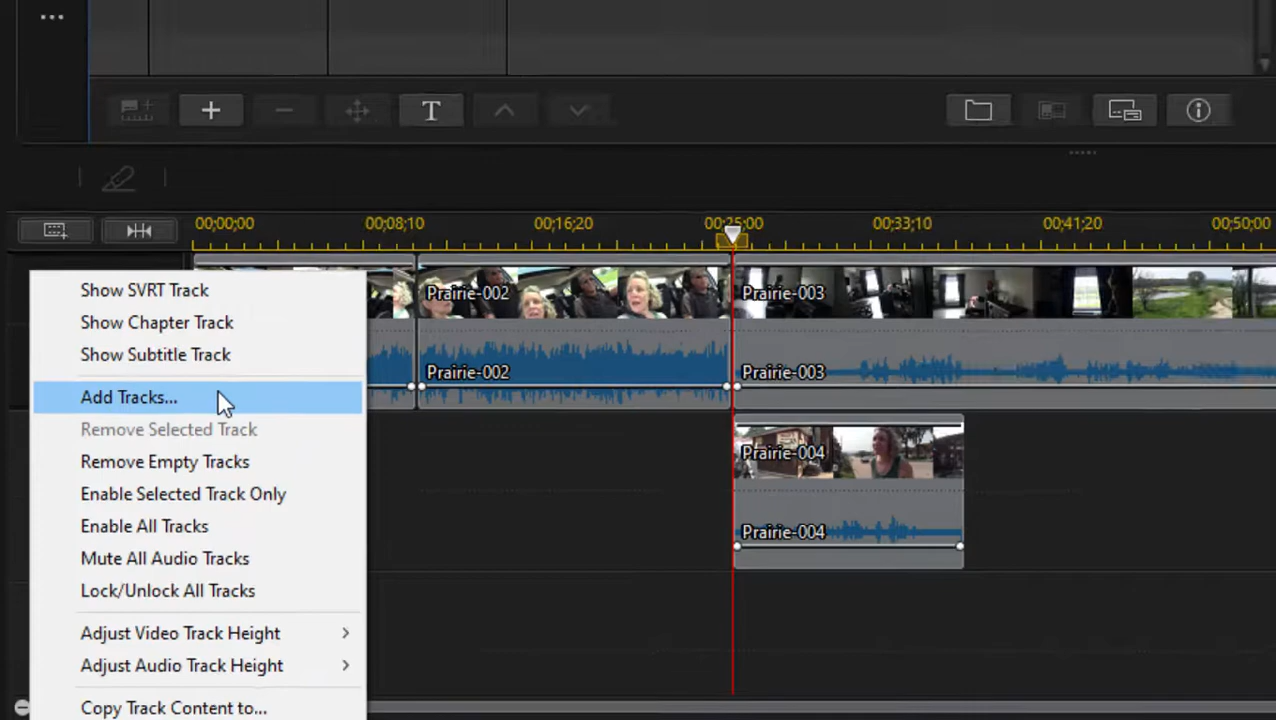 T
00;00;00 00;08;10 00;16;20 00;25;00 00;33;10 00;41;20 00;50;00
Prairie-002
Prairie-003
Prairie-002
Prairie-003
Prairie-004
Prairie-004
Show SVRT Track
Show Chapter Track
Show Subtitle Track
Add Tracks...
Remove Selected Track
Remove Empty Tracks
Enable Selected Track Only
Enable All Tracks
Mute All Audio Tracks
Lock/Unlock All Tracks
Adjust Video Track Height
Adjust Audio Track Height
Copy Track Content to...